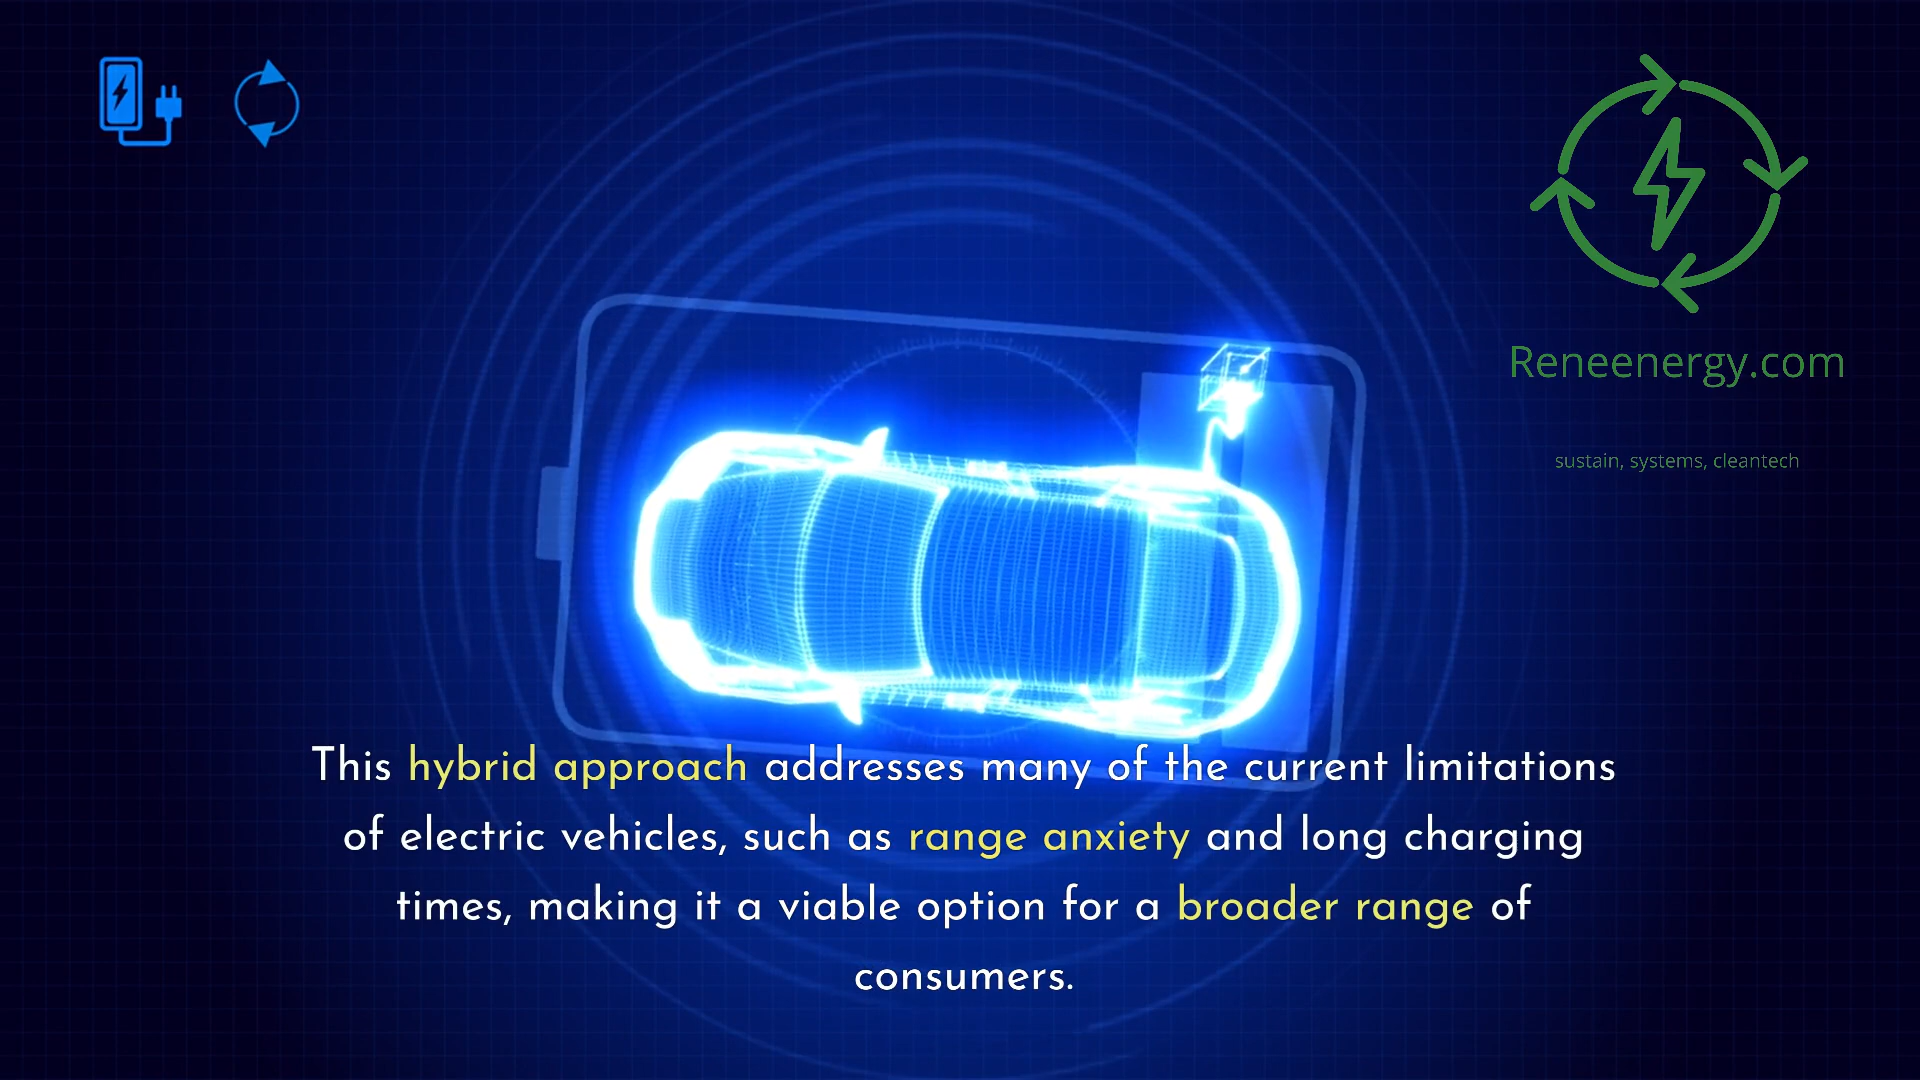 Reneenergy.com
sustain, systems, cleantech
This hybrid approach addresses many of the current limitations
of electric vehicles, such as range anxiety and long charging
times, making it a viable option for a broader range of
consumers.